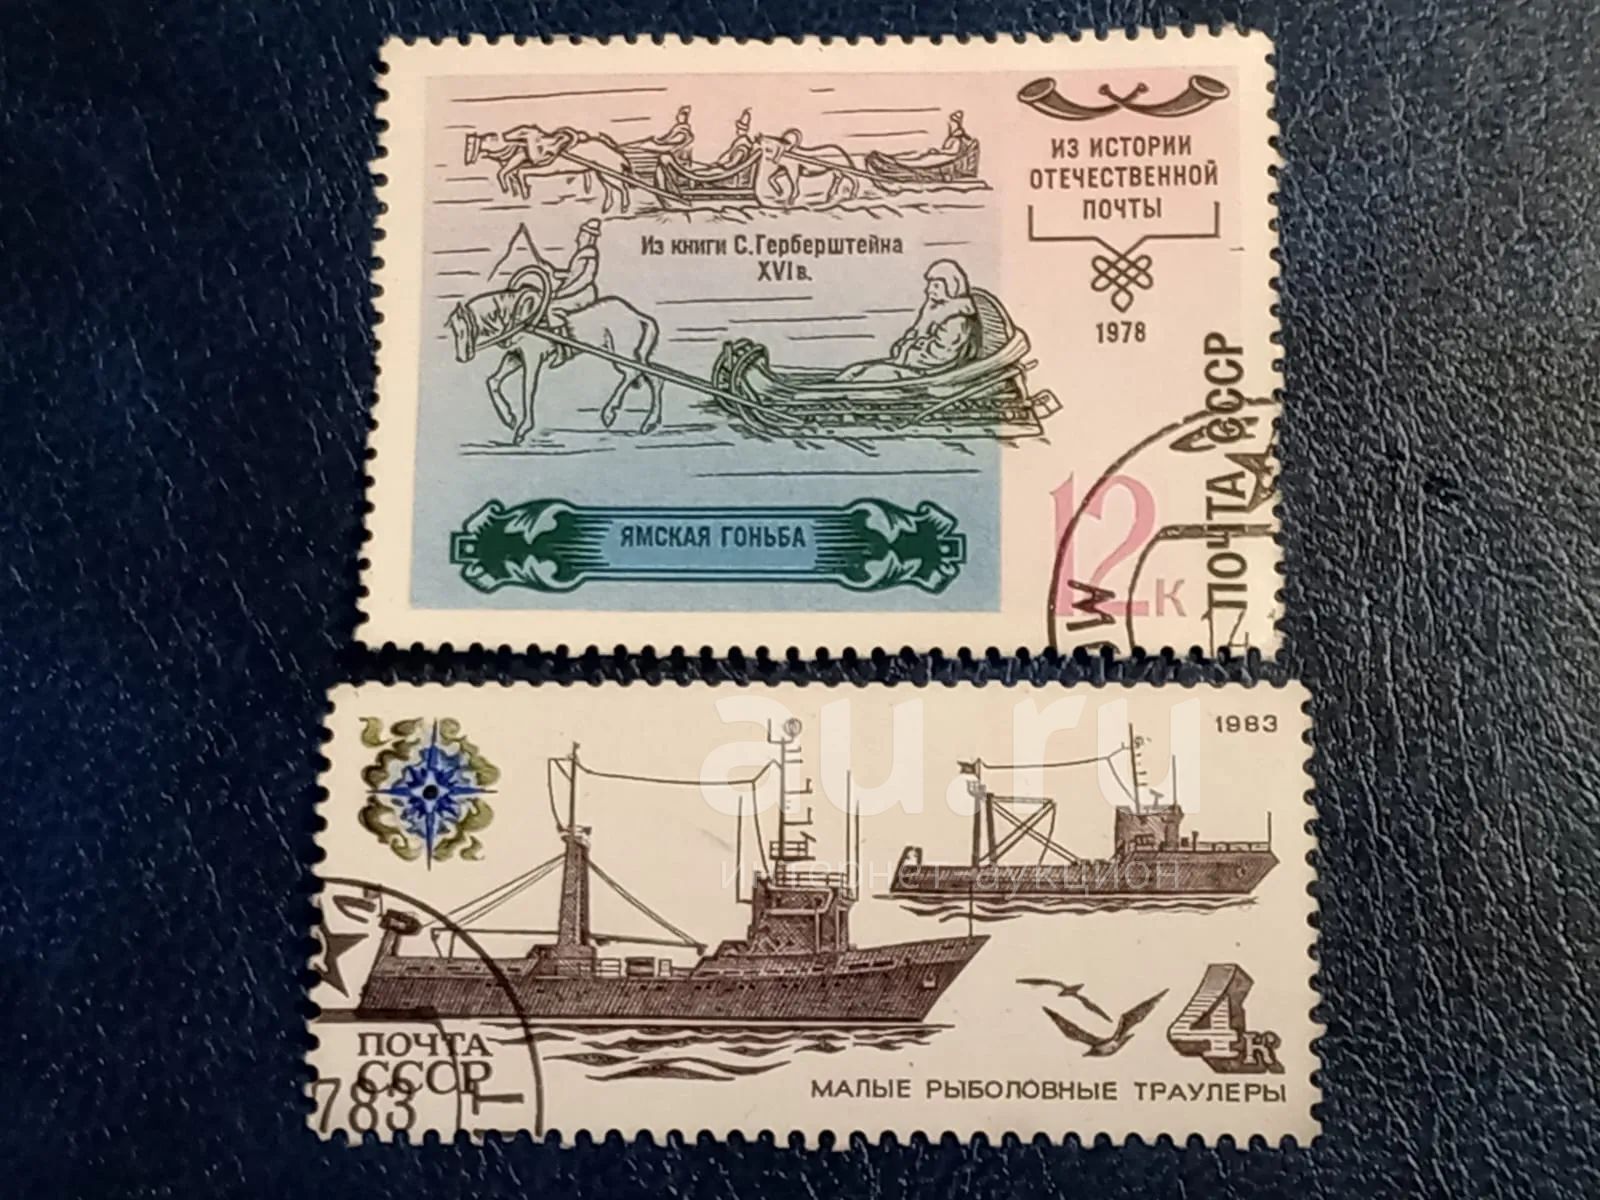 ИЗ ИСТОРИИ
ОТЕЧЕСТВЕННОЙ
ПОЧТЫ
Из книги С.Герберштейна
XVI в.
1978
ПОЧТА СССР
ЯМСКАЯ ГОНЬБА
12к
au.ru
интернет-аукцион
1983
ПОЧТА
СССР
783
4к
МАЛЫЕ РЫБОЛОВНЫЕ ТРАУЛЕРЫ